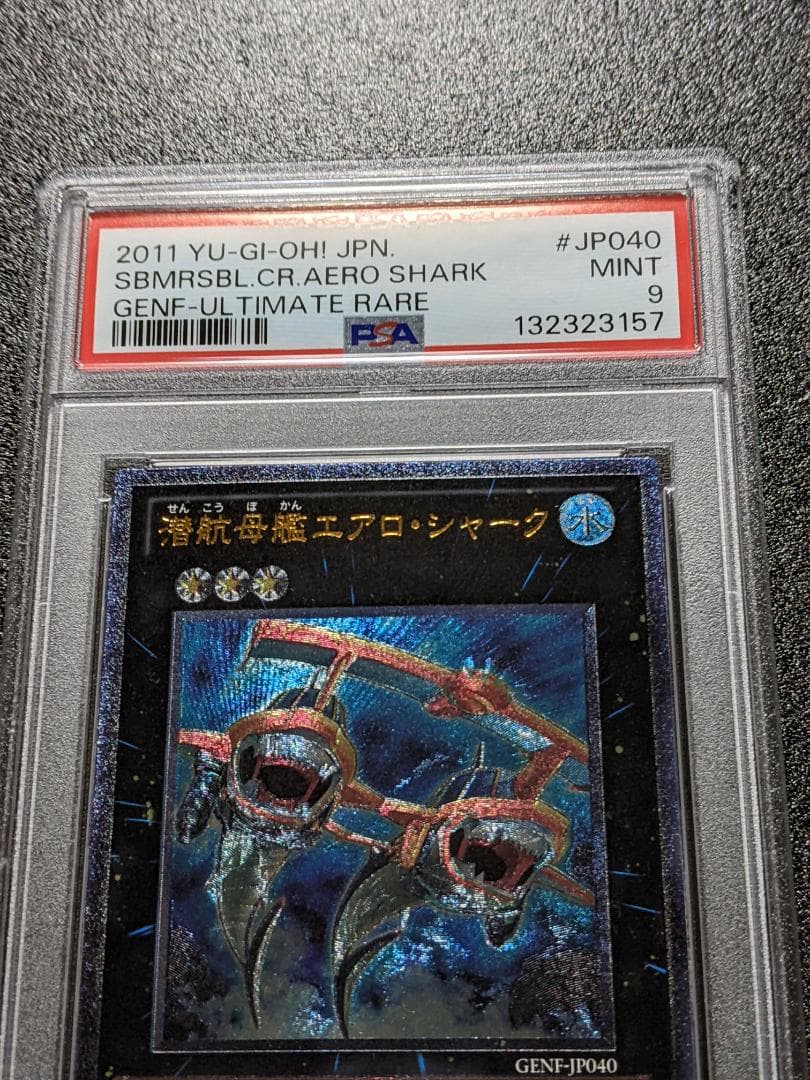 2011 YU-GI-OH! JPN. #JP040
SBMRSBL.CR.AERO SHARK MINT
GENF-ULTIMATE RARE 9
PSA 132323157
せんこうぼかん
潜航母艦エアロ・シャーク 水
GENF-JP040